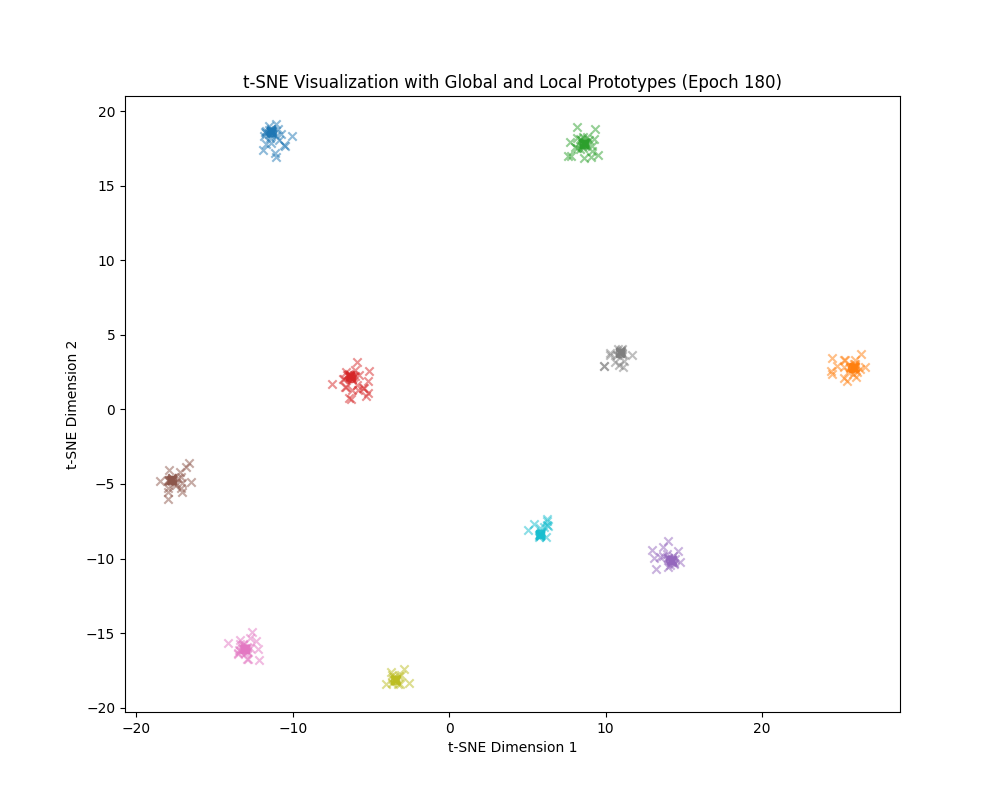 t-SNE Visualization with Global and Local Prototypes (Epoch 180)
20
15
10
5
0
−5
−10
−15
−20
t-SNE Dimension 2
−20 −10 0 10 20
t-SNE Dimension 1